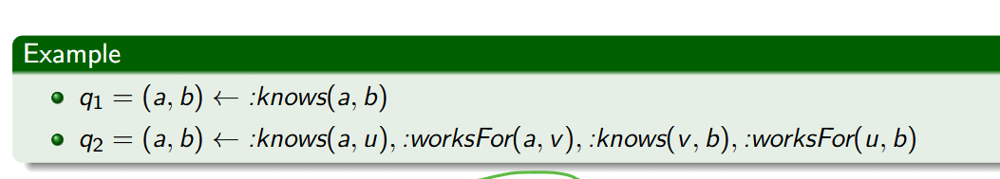 Example
q₁ = (a, b) ← :knows(a, b)
q₂ = (a, b) ← :knows(a, u), :worksFor(a, v), :knows(v, b), :worksFor(u, b)